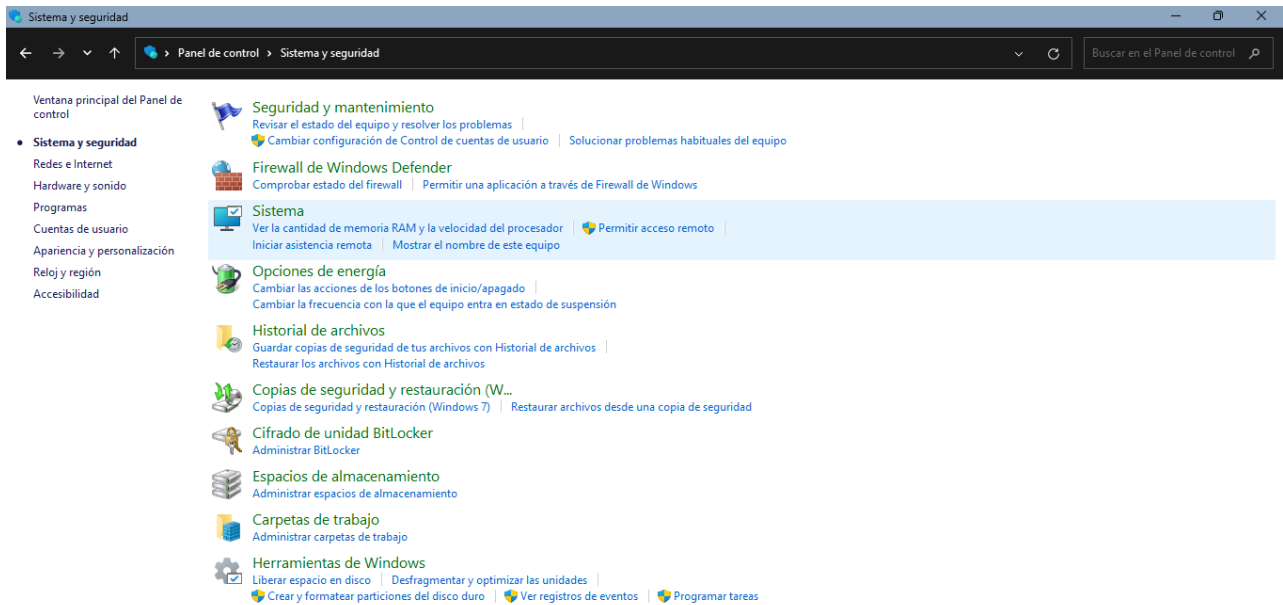 Sistema y seguridad
Panel de control › Sistema y seguridad
Buscar en el Panel de control
Ventana principal del Panel de
control
Sistema y seguridad
Redes e Internet
Hardware y sonido
Programas
Cuentas de usuario
Apariencia y personalización
Reloj y región
Accesibilidad
Seguridad y mantenimiento
Revisar el estado del equipo y resolver los problemas
Cambiar configuración de Control de cuentas de usuario Solucionar problemas habituales del equipo
Firewall de Windows Defender
Comprobar estado del firewall Permitir una aplicación a través de Firewall de Windows
Sistema
Ver la cantidad de memoria RAM y la velocidad del procesador Permitir acceso remoto
Iniciar asistencia remota Mostrar el nombre de este equipo
Opciones de energía
Cambiar las acciones de los botones de inicio/apagado
Cambiar la frecuencia con la que el equipo entra en estado de suspensión
Historial de archivos
Guardar copias de seguridad de tus archivos con Historial de archivos
Restaurar los archivos con Historial de archivos
Copias de seguridad y restauración (W...
Copias de seguridad y restauración (Windows 7) Restaurar archivos desde una copia de seguridad
Cifrado de unidad BitLocker
Administrar BitLocker
Espacios de almacenamiento
Administrar espacios de almacenamiento
Carpetas de trabajo
Administrar carpetas de trabajo
Herramientas de Windows
Liberar espacio en disco Desfragmentar y optimizar las unidades
Crear y formatear particiones del disco duro Ver registros de eventos Programar tareas